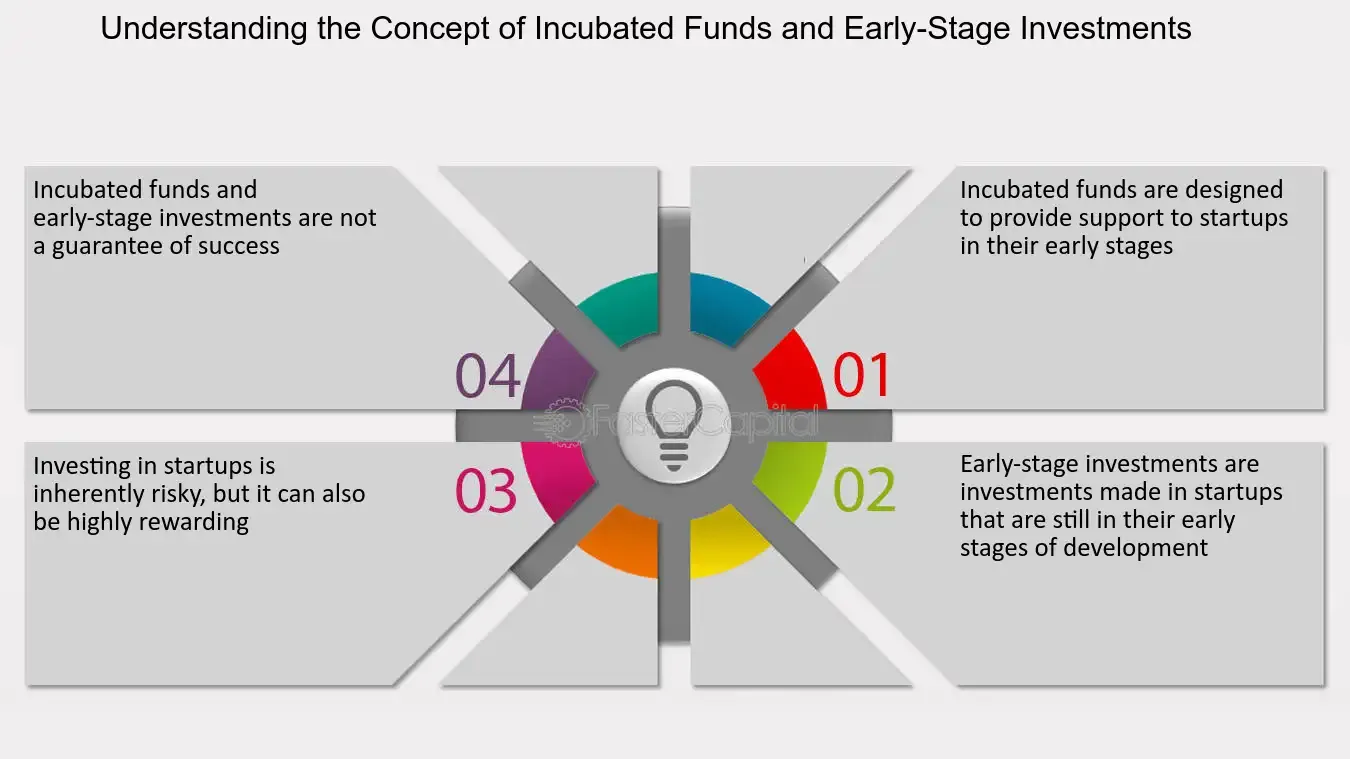 Understanding the Concept of Incubated Funds and Early-Stage Investments
Incubated funds and
early-stage investments are not
a guarantee of success
04
Incubated funds are designed
to provide support to startups
in their early stages
01
FasterCapital
Investing in startups is
inherently risky, but it can also
be highly rewarding
03
Early-stage investments are
investments made in startups
that are still in their early
stages of development
02